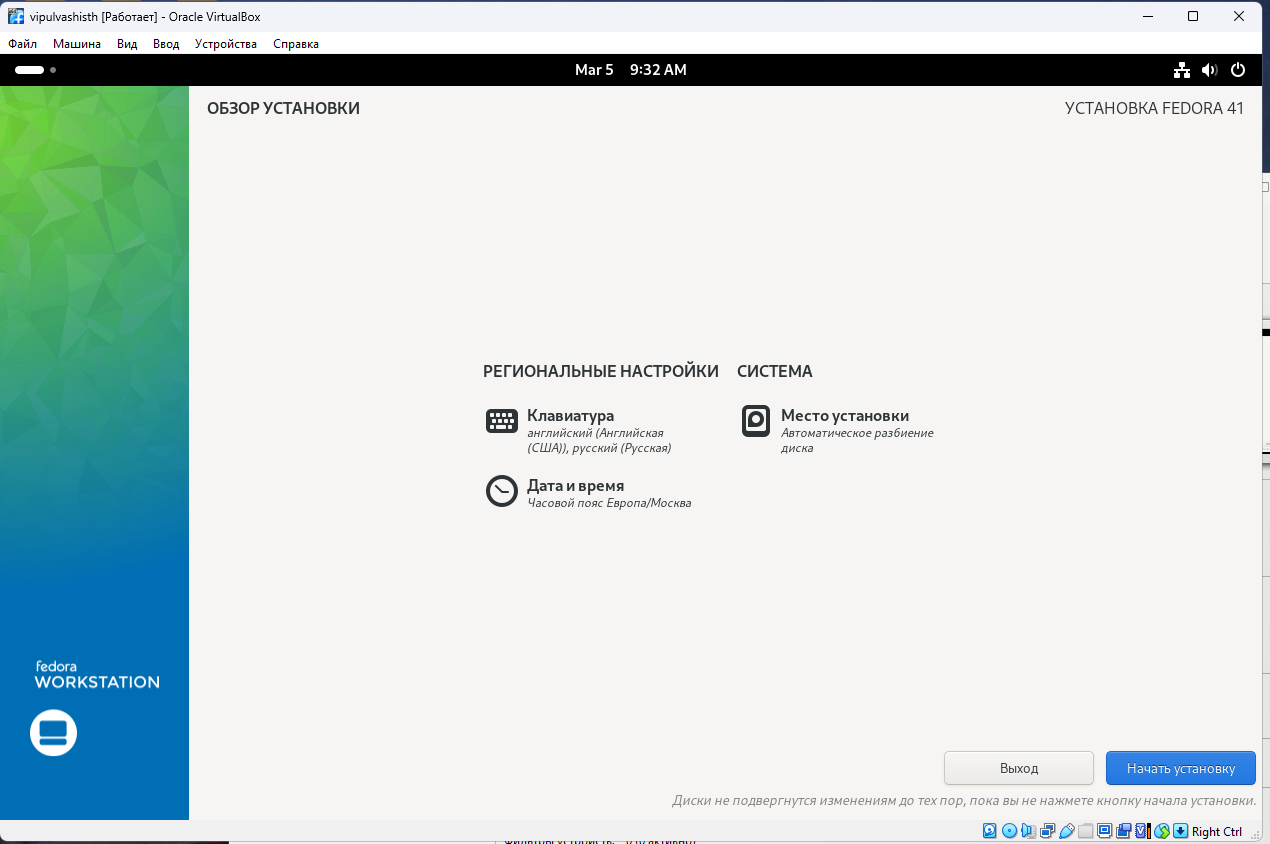 vipulvashisth [Работает] - Oracle VirtualBox
Файл Машина Вид Ввод Устройства Справка
Mar 5 9:32 AM
ОБЗОР УСТАНОВКИ
УСТАНОВКА FEDORA 41
РЕГИОНАЛЬНЫЕ НАСТРОЙКИ
Клавиатура
английский (Английская
(США)), русский (Русская)
Дата и время
Часовой пояс Европа/Москва
СИСТЕМА
Место установки
Автоматическое разбиение
диска
fedora
WORKSTATION
Выход
Начать установку
Диски не подвергнутся изменениям до тех пор, пока вы не нажмете кнопку начала установки.
Right Ctrl